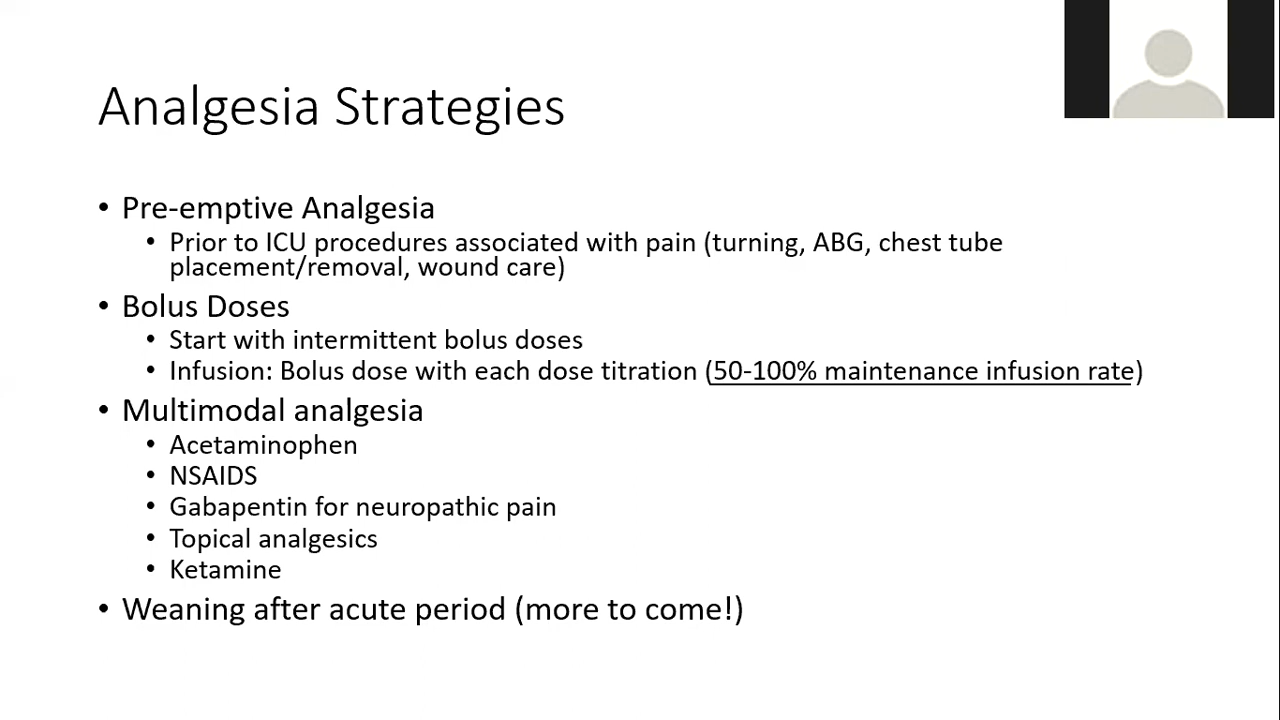 Analgesia Strategies
• Pre-emptive Analgesia
• Prior to ICU procedures associated with pain (turning, ABG, chest tube
placement/removal, wound care)
• Bolus Doses
• Start with intermittent bolus doses
• Infusion: Bolus dose with each dose titration (50-100% maintenance infusion rate)
• Multimodal analgesia
• Acetaminophen
• NSAIDS
• Gabapentin for neuropathic pain
• Topical analgesics
• Ketamine
• Weaning after acute period (more to come!)